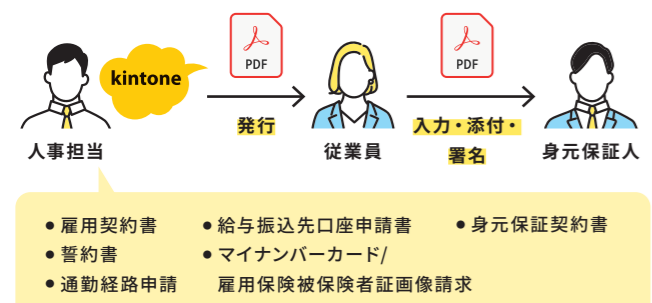 kintone
PDF
PDF
発行
入力・添付・
署名
人事担当
従業員
身元保証人
● 雇用契約書
● 誓約書
● 通勤経路申請
● 給与振込先口座申請書
● マイナンバーカード/
雇用保険被保険者証画像請求
● 身元保証契約書